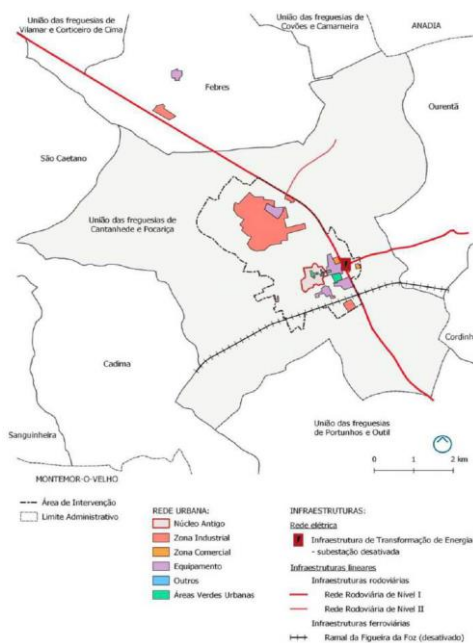 União das freguesias de
Vilamar e Corticeiro de Cima
União das freguesias de
Covões e Camarneira
ANADIA
Febres
Ourentã
São Caetano
União das freguesias de
Cantanhede e Pocariça
Cordinh
Cadima
União das freguesias
de Portunhos e Outil
Sanguinheira
0 1 2 km
MONTEMOR-O-VELHO
Área de Intervenção
Limite Administrativo
REDE URBANA:
Núcleo Antigo
Zona Industrial
Zona Comercial
Equipamento
Outros
Áreas Verdes Urbanas
INFRAESTRUTURAS:
Rede elétrica
Infraestrutura de Transformação de Energia
- subestação desativada
Infraestruturas lineares
Infraestruturas rodoviárias
Rede Rodoviária de Nível I
Rede Rodoviária de Nível II
Infraestruturas ferroviárias
Ramal da Figueira da Foz (desativado)